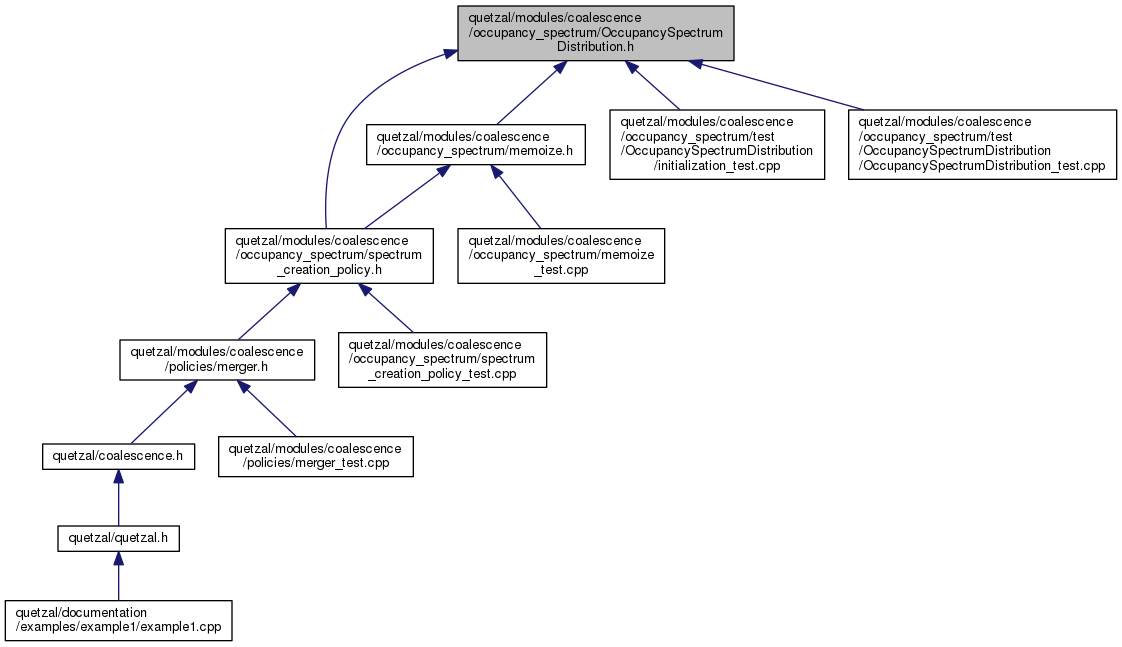 quetzal/modules/coalescence
/occupancy_spectrum/OccupancySpectrum
Distribution.h
quetzal/modules/coalescence
/occupancy_spectrum/memoize.h
quetzal/modules/coalescence
/occupancy_spectrum/test
/OccupancySpectrumDistribution
/initialization_test.cpp
quetzal/modules/coalescence
/occupancy_spectrum/test
/OccupancySpectrumDistribution
/OccupancySpectrumDistribution_test.cpp
quetzal/modules/coalescence
/occupancy_spectrum/spectrum
_creation_policy.h
quetzal/modules/coalescence
/occupancy_spectrum/memoize
_test.cpp
quetzal/modules/coalescence
/policies/merger.h
quetzal/modules/coalescence
/occupancy_spectrum/spectrum
_creation_policy_test.cpp
quetzal/coalescence.h
quetzal/modules/coalescence
/policies/merger_test.cpp
quetzal/quetzal.h
quetzal/documentation
/examples/example1/example1.cpp